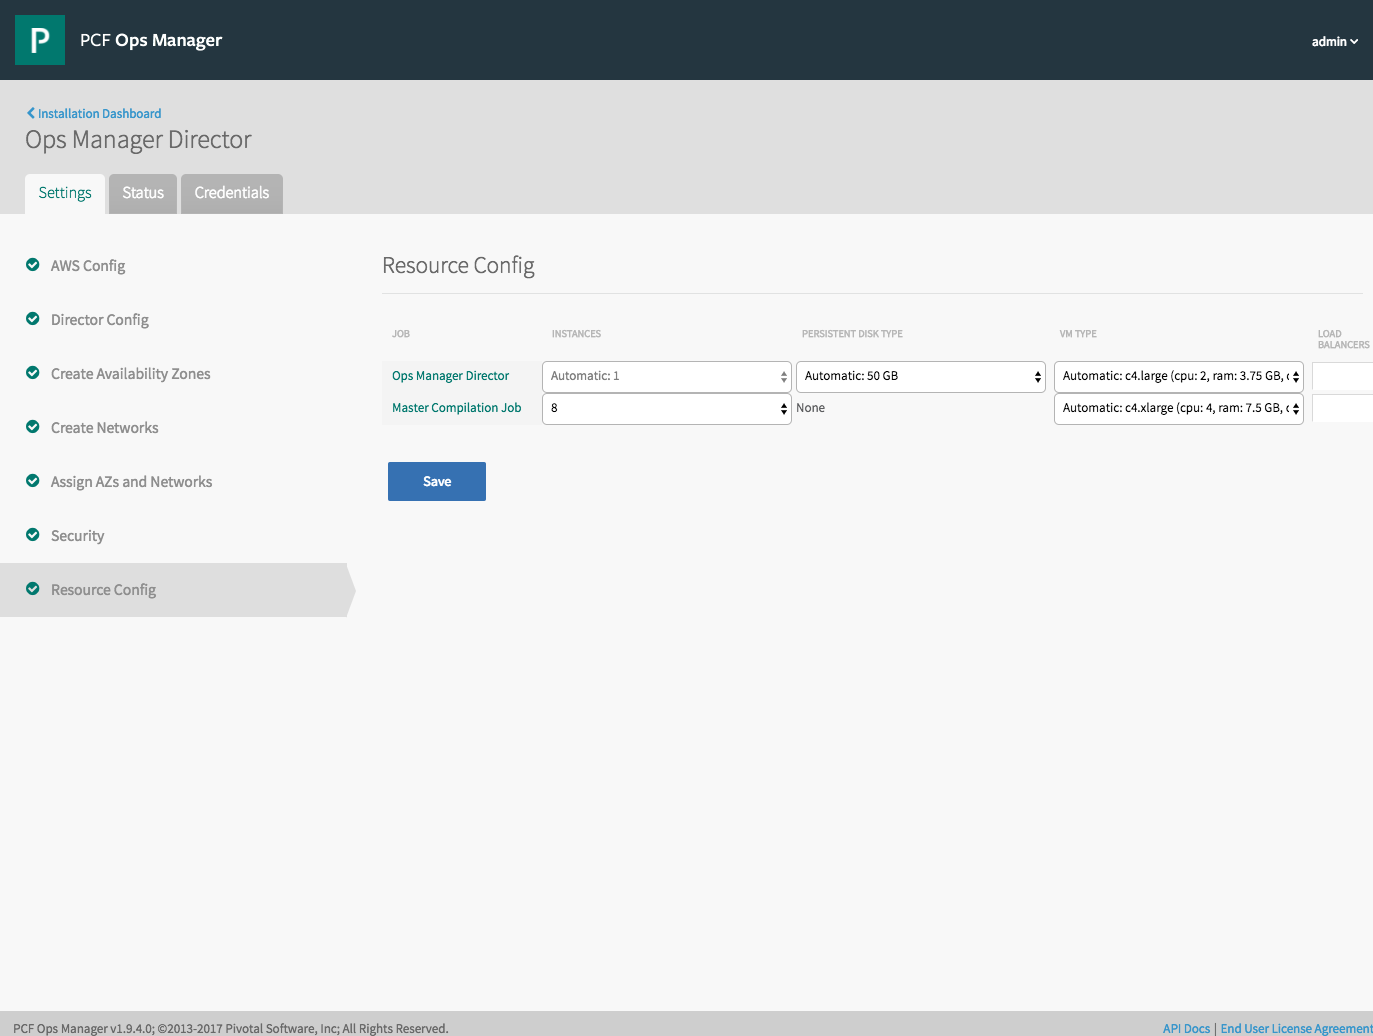 PCF Ops Manager
admin
Installation Dashboard
Ops Manager Director
Settings
Status
Credentials
AWS Config
Director Config
Create Availability Zones
Create Networks
Assign AZs and Networks
Security
Resource Config
Resource Config
JOB
INSTANCES
PERSISTENT DISK TYPE
VM TYPE
LOAD
BALANCERS
Ops Manager Director
Automatic: 1
Automatic: 50 GB
Automatic: c4.large (cpu: 2, ram: 3.75 GB,
Master Compilation Job
8
None
Automatic: c4.xlarge (cpu: 4, ram: 7.5 GB,
Save
PCF Ops Manager v1.9.4.0; ©2013-2017 Pivotal Software, Inc; All Rights Reserved.
API Docs | End User License Agreement